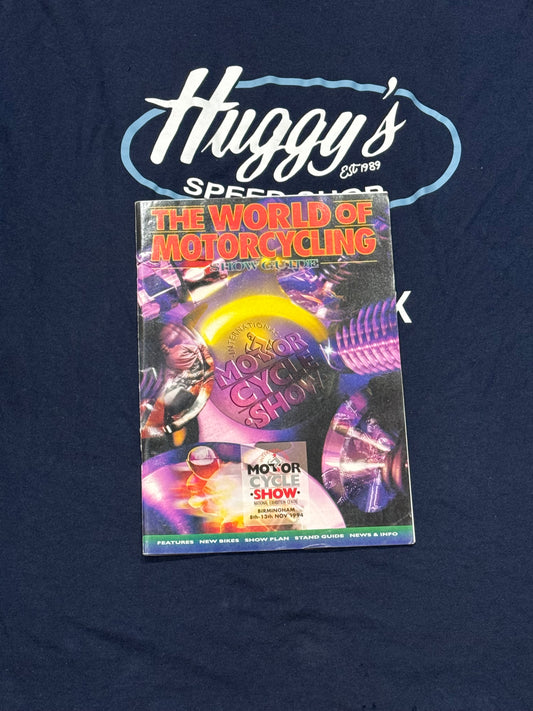 Huggy's
Est 1989
SPEED SHOP
K
THE WORLD OF
MOTORCYCLING
SHOW GUIDE
INTERNATIONAL
MOTOR
CYCLE
SHOW
MOTOR
CYCLE
•SHOW•
NATIONAL EXHIBITION CENTRE
BIRMINGHAM
5th-13th NOV 1994
FEATURES NEW BIKES SHOW PLAN STAND GUIDE NEWS & INFO